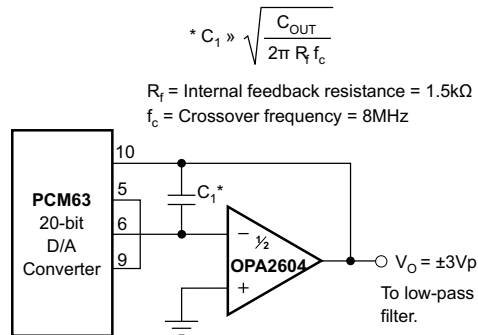 * C₁ » √ C_OUT / 2π R_f f_c
R_f = Internal feedback resistance = 1.5kΩ
f_c = Crossover frequency = 8MHz
10
PCM63
20-bit
D/A
Converter
5
6
9
C₁*
–
½
OPA2604
+
V_O = ±3Vp
To low-pass
filter.